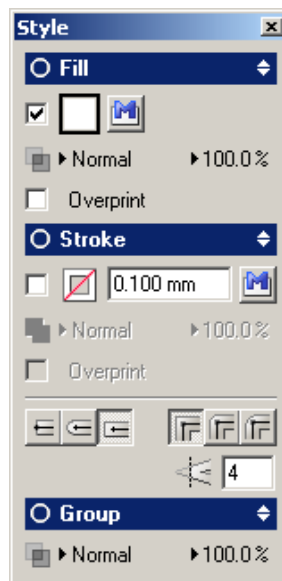 Style
Fill
Normal 100.0%
Overprint
Stroke
0.100 mm
Normal 100.0%
Overprint
4
Group
Normal 100.0%